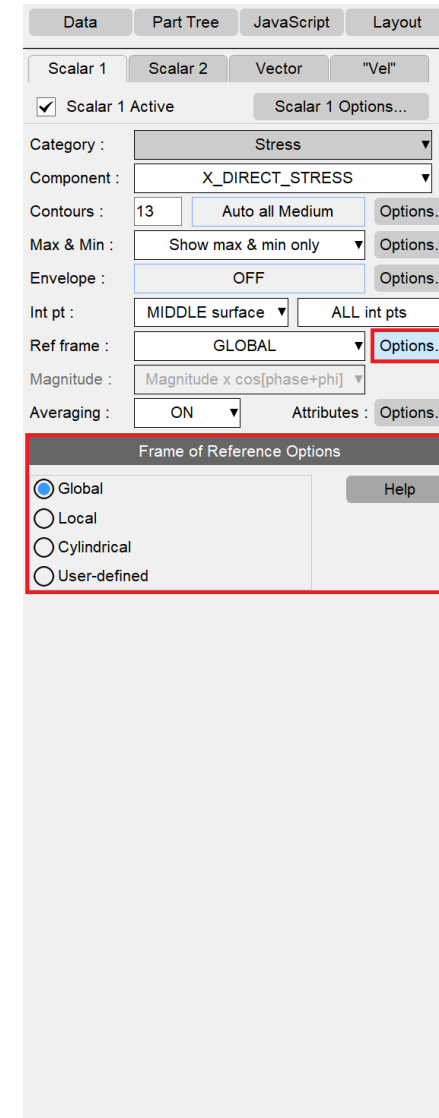 Data Part Tree JavaScript Layout
Scalar 1 Scalar 2 Vector "Vel"
Scalar 1 Active Scalar 1 Options...
Category : Stress
Component : X_DIRECT_STRESS
Contours : 13 Auto all Medium Options.
Max & Min : Show max & min only Options.
Envelope : OFF Options.
Int pt : MIDDLE surface ALL int pts
Ref frame : GLOBAL Options.
Magnitude : Magnitude x cos[phase+phi]
Averaging : ON Attributes : Options.
Frame of Reference Options
Global Help
Local
Cylindrical
User-defined